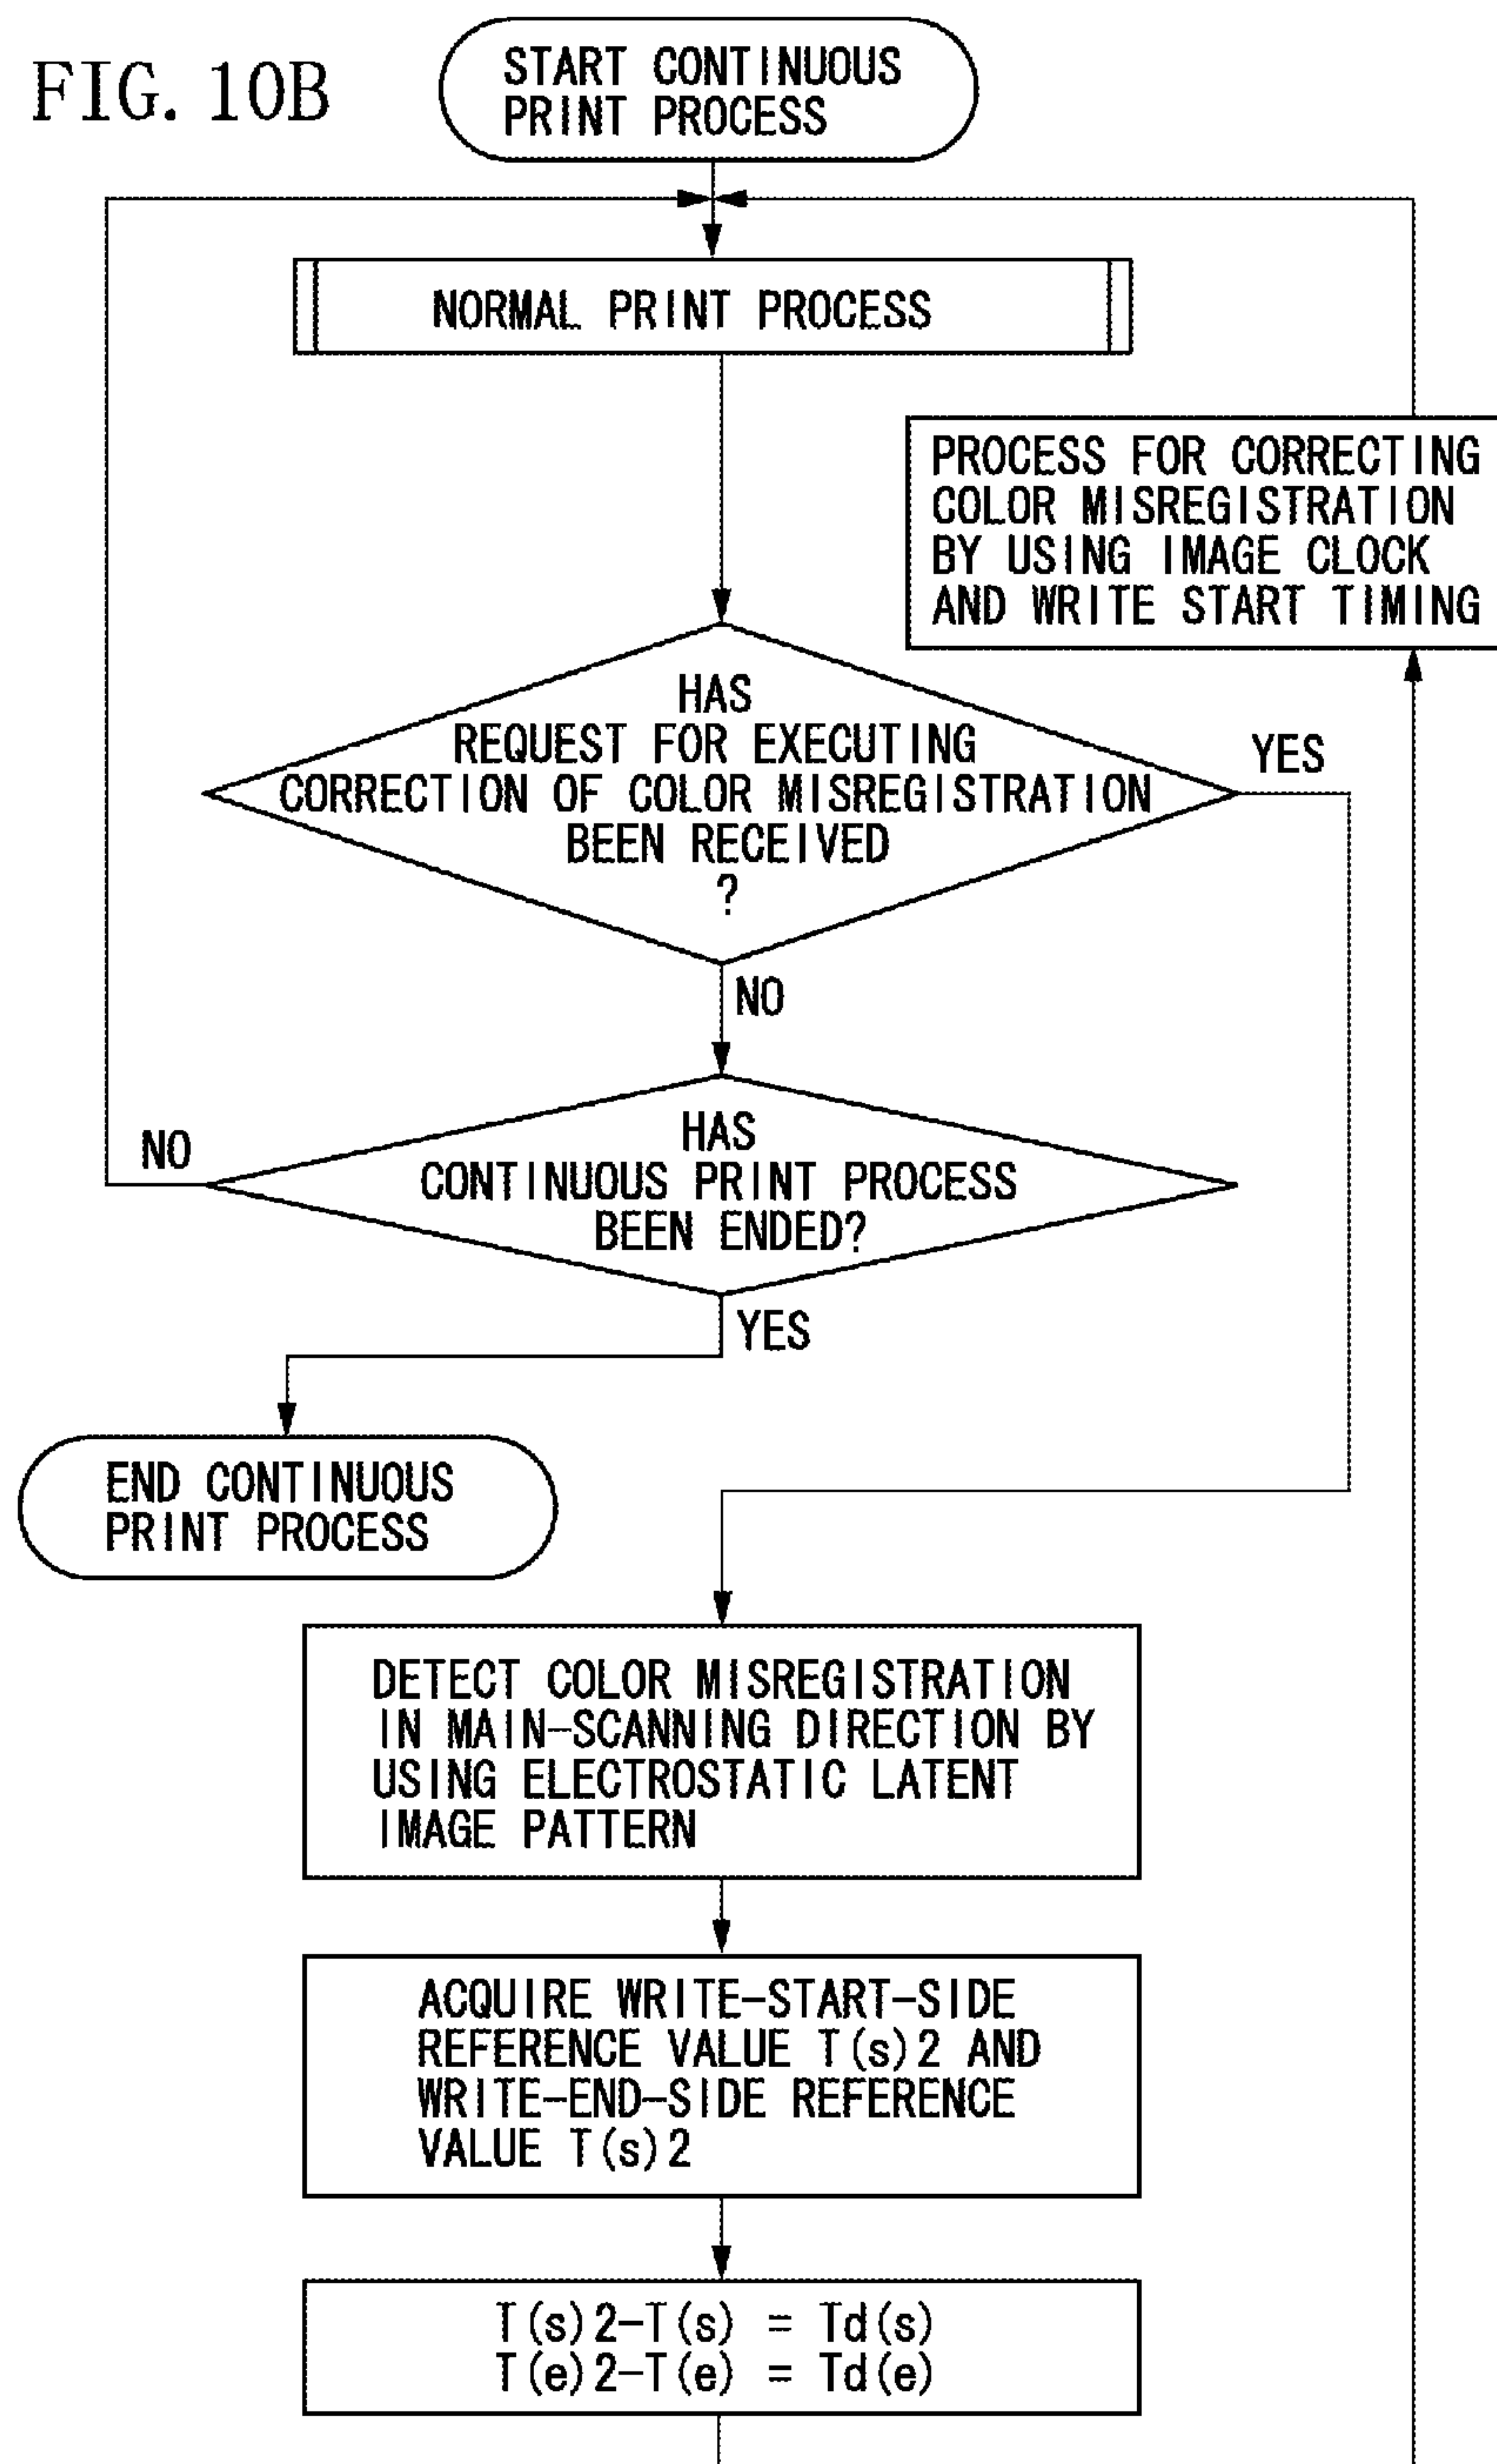 FIG. 10B
START CONTINUOUS
PRINT PROCESS
NORMAL PRINT PROCESS
PROCESS FOR CORRECTING
COLOR MISREGISTRATION
BY USING IMAGE CLOCK
AND WRITE START TIMING
HAS
REQUEST FOR EXECUTING
CORRECTION OF COLOR MISREGISTRATION
BEEN RECEIVED
?
YES
NO
HAS
CONTINUOUS PRINT PROCESS
BEEN ENDED?
NO
YES
END CONTINUOUS
PRINT PROCESS
DETECT COLOR MISREGISTRATION
IN MAIN-SCANNING DIRECTION BY
USING ELECTROSTATIC LATENT
IMAGE PATTERN
ACQUIRE WRITE-START-SIDE
REFERENCE VALUE T(s)2 AND
WRITE-END-SIDE REFERENCE
VALUE T(s)2
T(s)2-T(s) = Td(s)
T(e)2-T(e) = Td(e)